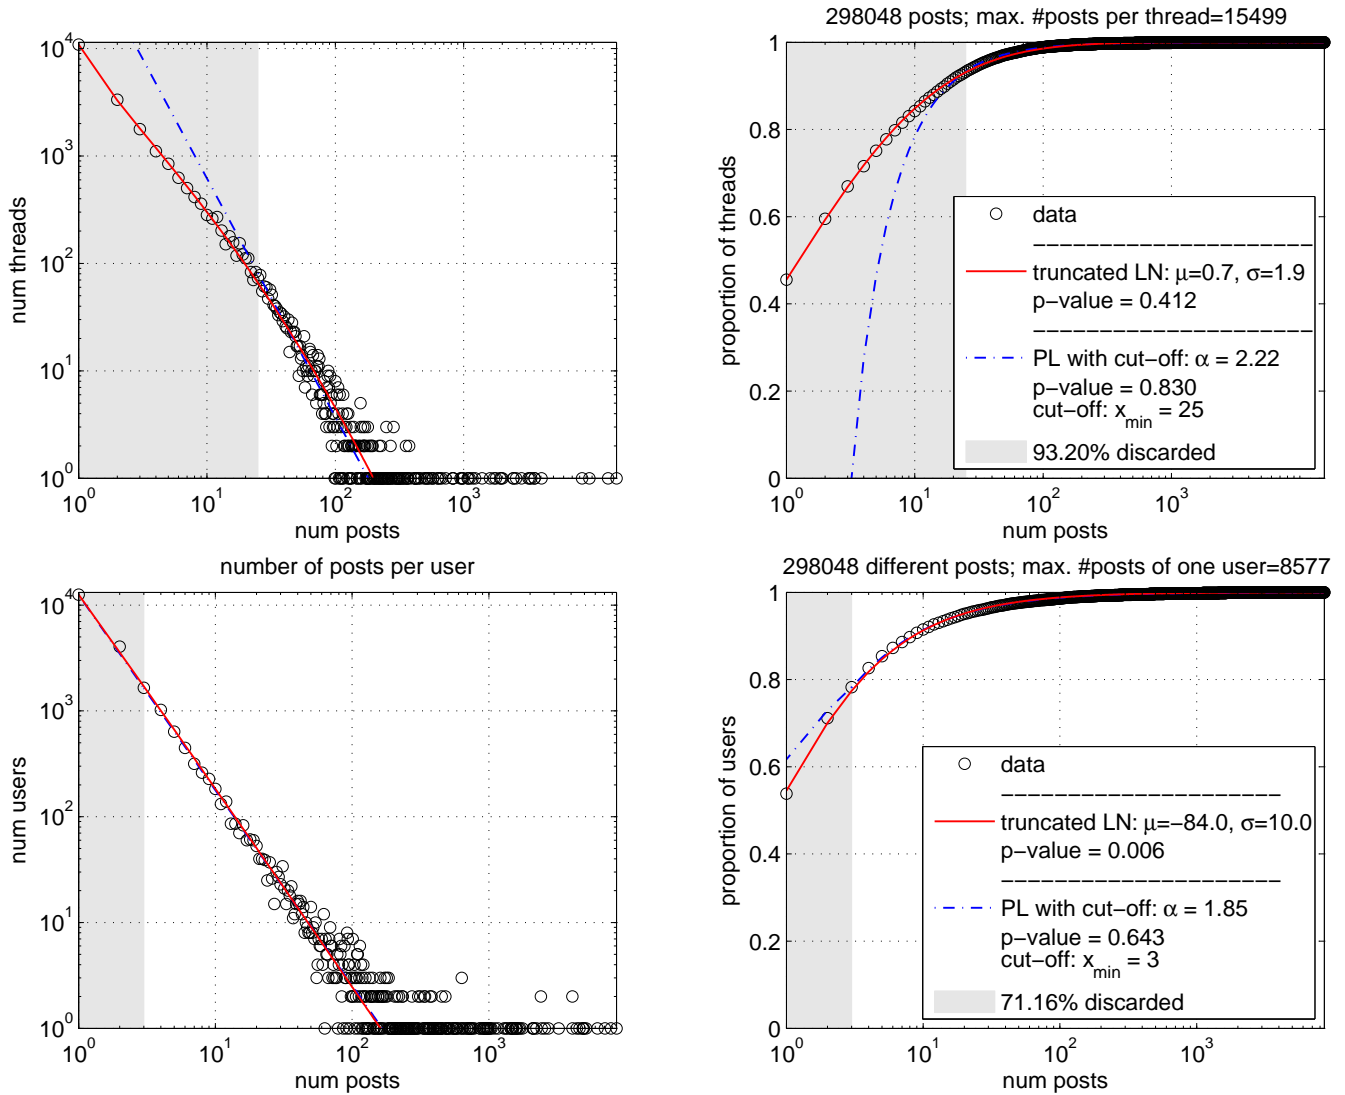 10^4
10^3
10^2
10^1
10^0
num threads
10^0 10^1 10^2 10^3
num posts
298048 posts; max. #posts per thread=15499
1
0.8
0.6
0.4
0.2
0
proportion of threads
10^0 10^1 10^2 10^3
num posts
data
truncated LN: μ=0.7, σ=1.9
p−value = 0.412
PL with cut−off: α = 2.22
p−value = 0.830
cut−off: x_min = 25
93.20% discarded
number of posts per user
10^4
10^3
10^2
10^1
10^0
num users
10^0 10^1 10^2 10^3
num posts
298048 different posts; max. #posts of one user=8577
1
0.8
0.6
0.4
0.2
0
proportion of users
10^0 10^1 10^2 10^3
num posts
data
truncated LN: μ=−84.0, σ=10.0
p−value = 0.006
PL with cut−off: α = 1.85
p−value = 0.643
cut−off: x_min = 3
71.16% discarded